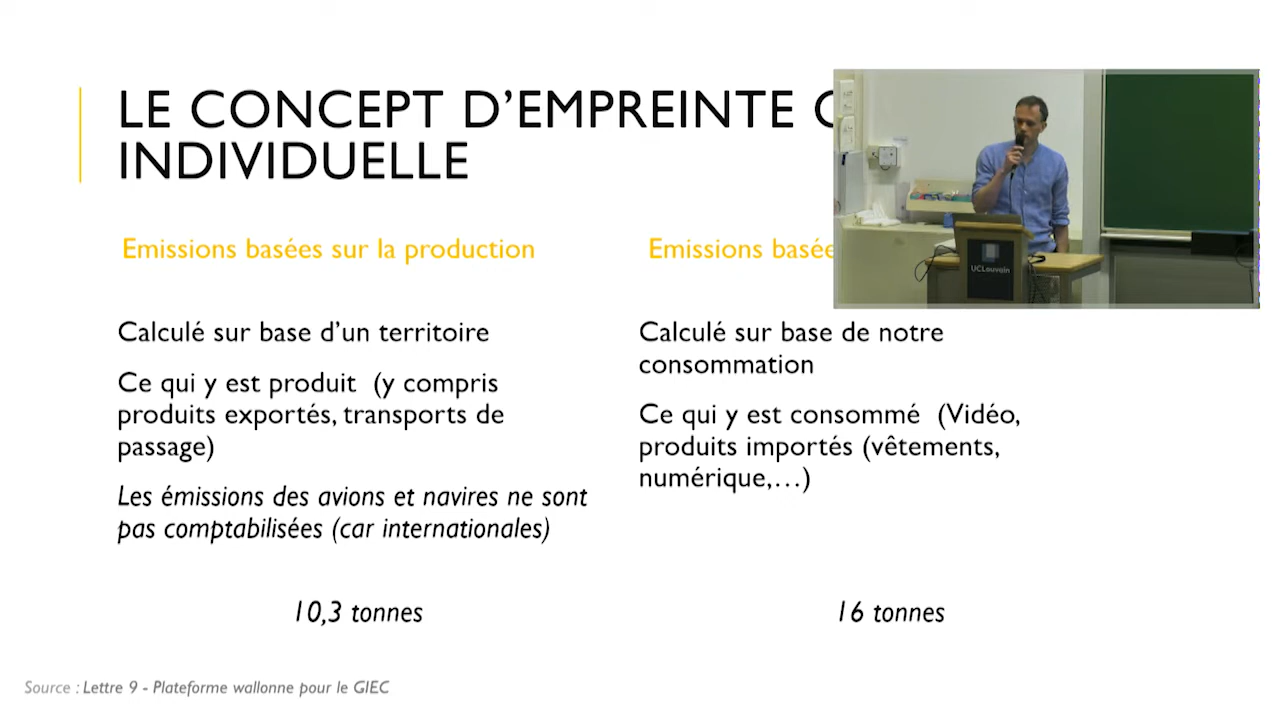 LE CONCEPT D’EMPREINTE
INDIVIDUELLE
Emissions basées sur la production
Emissions
Calculé sur base d’un territoire
Ce qui y est produit (y compris
produits exportés, transports de
passage)
Les émissions des avions et navires ne sont
pas comptabilisées (car internationales)
10,3 tonnes
Calculé sur base de notre
consommation
Ce qui y est consommé (Vidéo,
produits importés (vêtements,
numérique,…)
16 tonnes
UCLouvain
Source : Lettre 9 - Plateforme wallonne pour le GIEC